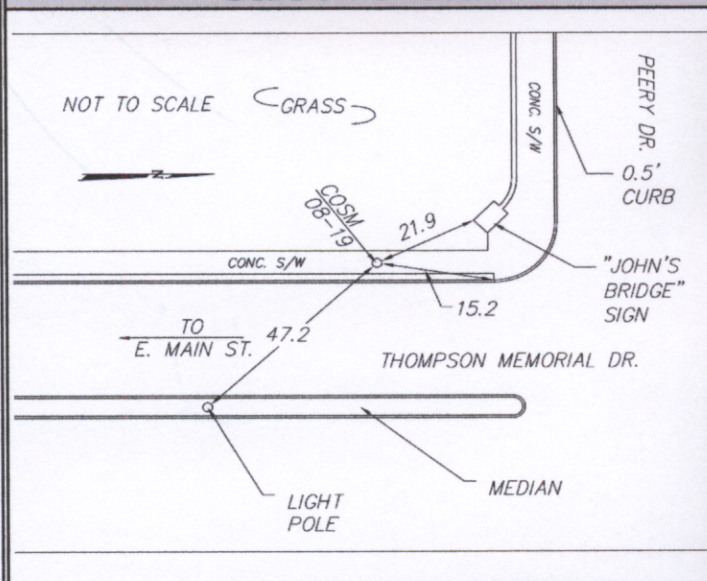 NOT TO SCALE
GRASS
N
CONC. S/W
PEERY DR.
0.5'
CURB
COSM
08-19
21.9
CONC. S/W
"JOHN'S
BRIDGE"
SIGN
15.2
TO
E. MAIN ST.
47.2
THOMPSON MEMORIAL DR.
LIGHT
POLE
MEDIAN